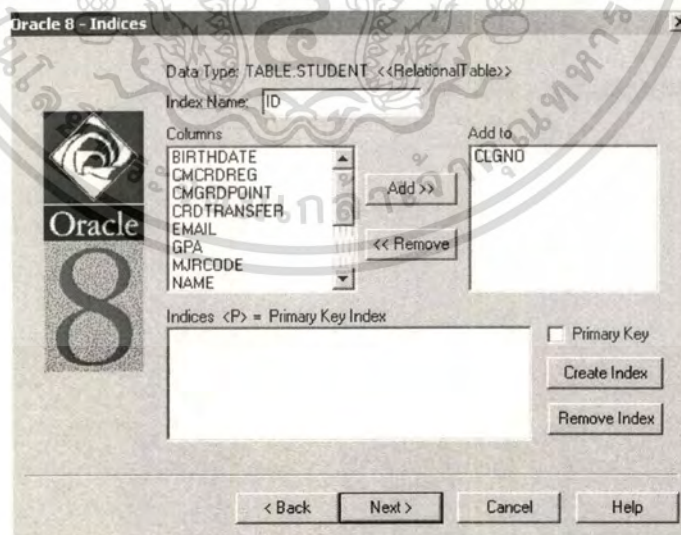 Oracle 8 - Indices
Data Type: TABLE.STUDENT <<RelationalTable>>
Index Name: ID
Columns
BIRTHDATE
CMCRDREG
CMGRDPOINT
CRDTRANSFER
EMAIL
GPA
MJRCODE
NAME
Add >>
<< Remove
Add to
CLGNO
Oracle
8
Indices <P> = Primary Key Index
Primary Key
Create Index
Remove Index
< Back
Next >
Cancel
Help